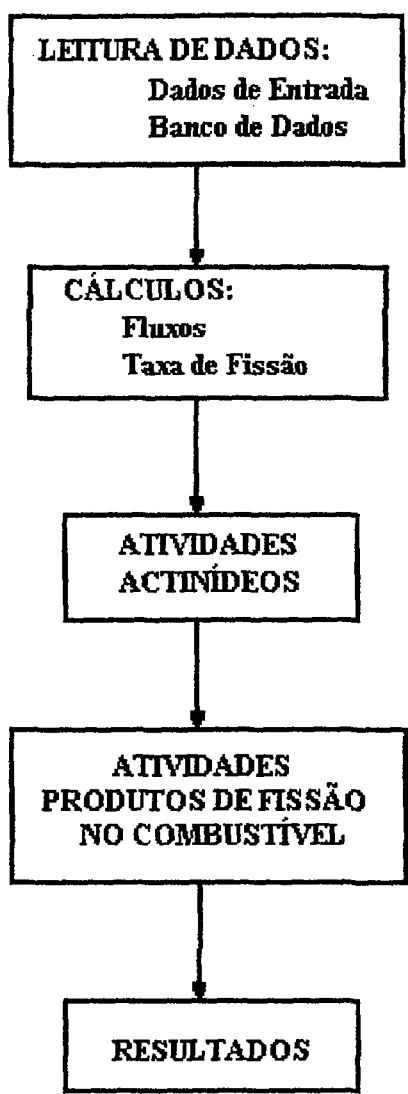 LEITURA DE DADOS:
Dados de Entrada
Banco de Dados
CÁLCULOS:
Fluxos
Taxa de Fissão
ATIVIDADES
ACTINÍDEOS
ATIVIDADES
PRODUTOS DE FISSÃO
NO COMBUSTÍVEL
RESULTADOS